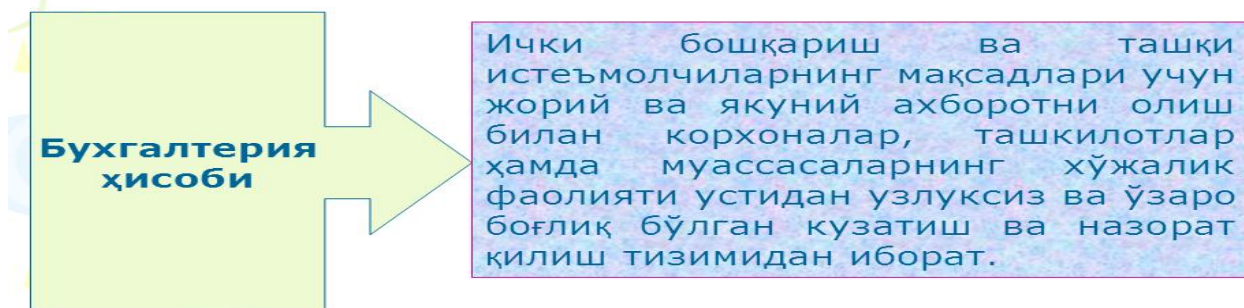 Бухгалтерия
ҳисоби
Ички бошқариш ва ташқи
истеъмолчиларнинг мақсадлари учун
жорий ва якуний ахборотни олиш
билан корхоналар, ташкилотлар
ҳамда муассасаларнинг хўжалик
фаолияти устидан узлуксиз ва ўзаро
боғлиқ бўлган кузатиш ва назорат
қилиш тизимидан иборат.